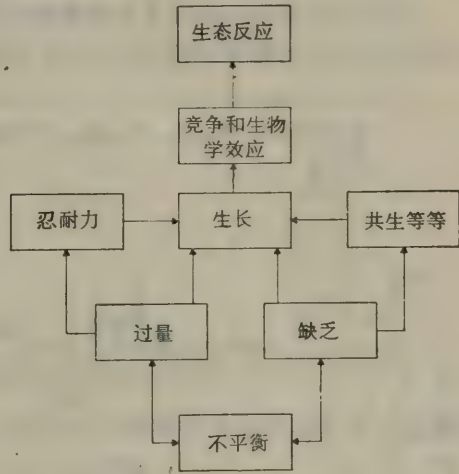 生态反应
竞争和生物
学效应
忍耐力
生长
共生等等
过量
缺乏
不平衡